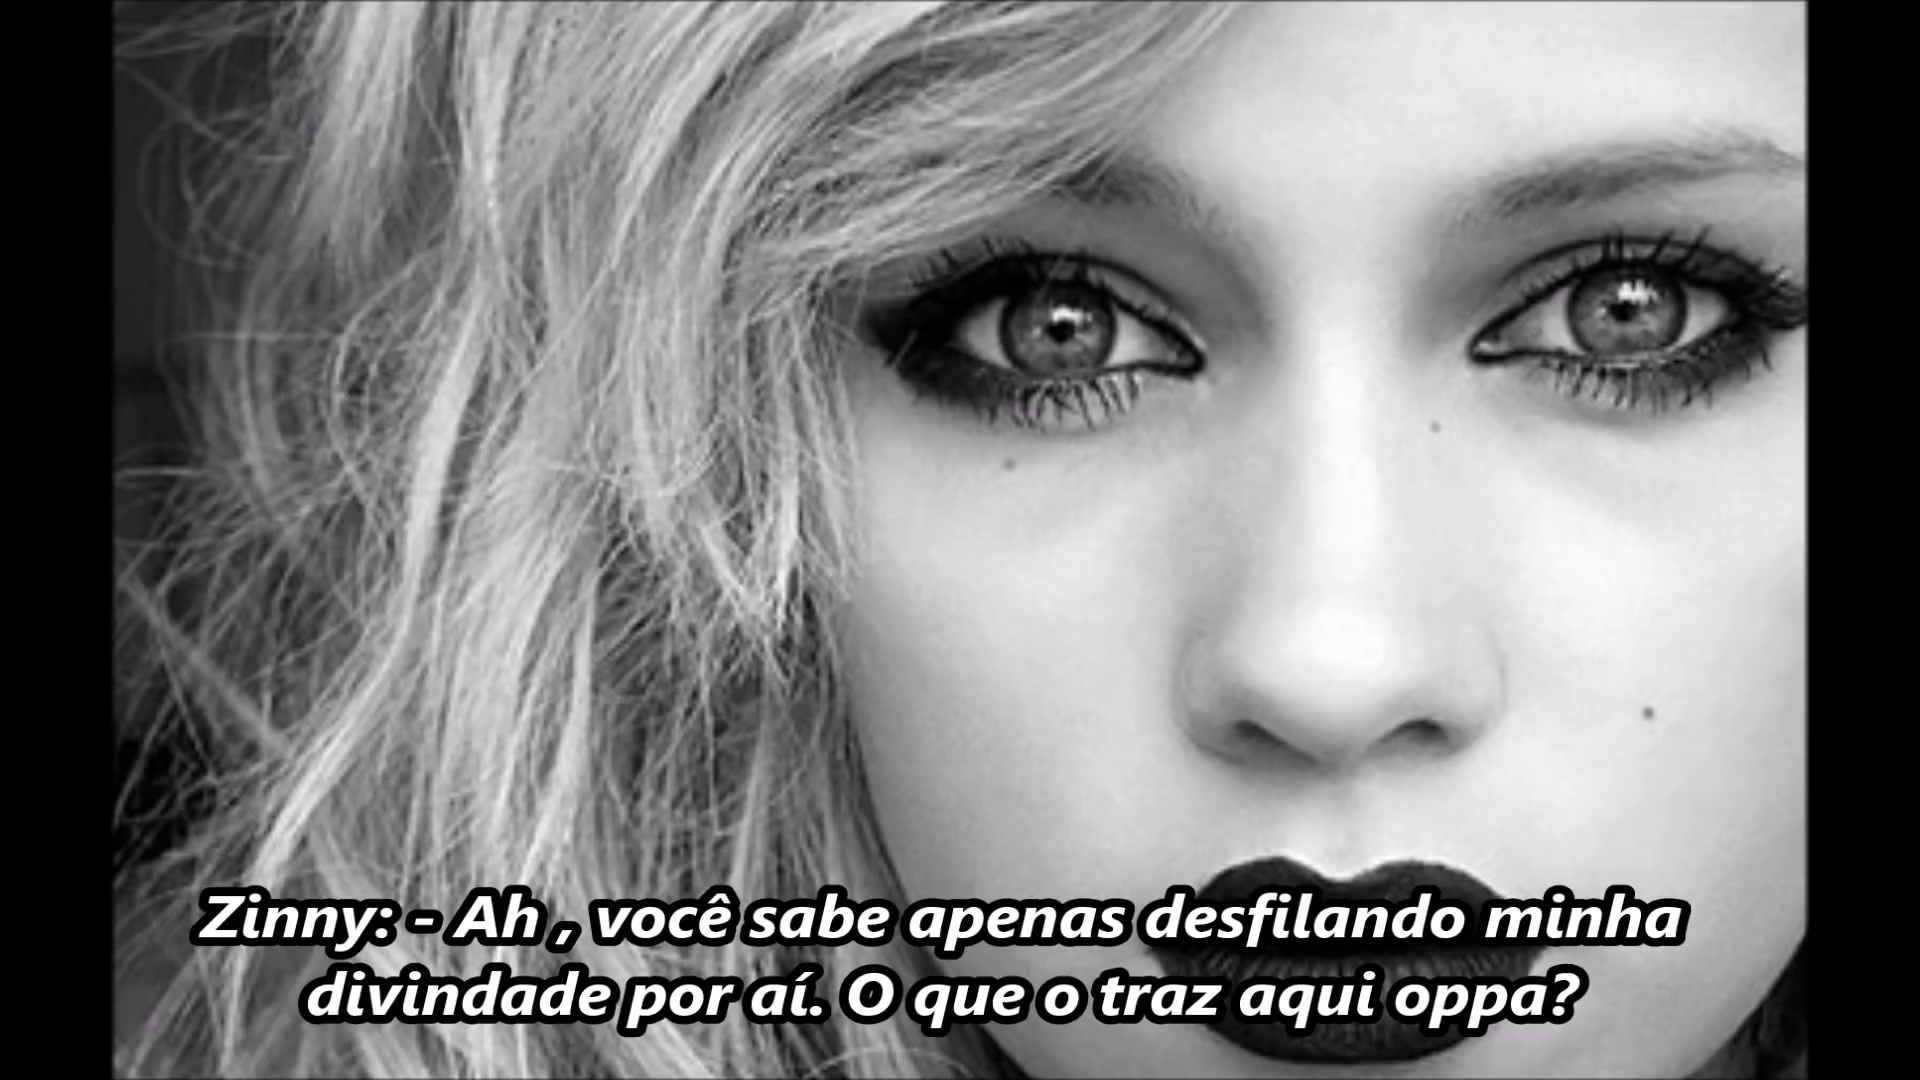 Zinny: - Ah , você sabe apenas desfilando minha
divindade por aí. O que o traz aqui oppa?